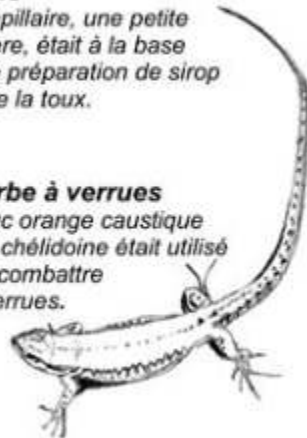 pillaire, une petite
re, était à la base
préparation de sirop
e la toux.
rbe à verrues
c orange caustique
chélidoine était utilisé
combattre
errues.